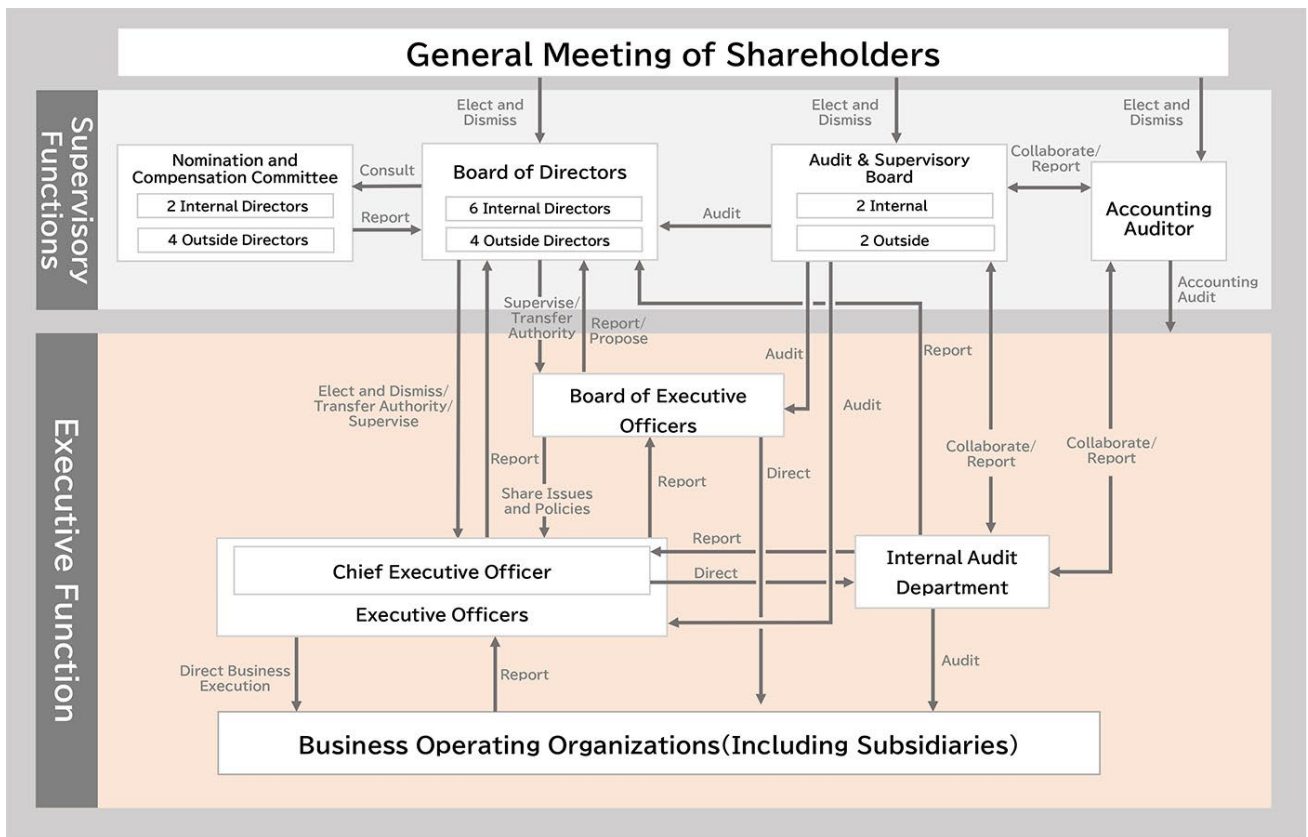 General Meeting of Shareholders
Supervisory
Functions
Elect and
Dismiss
Elect and
Dismiss
Elect and
Dismiss
Nomination and
Compensation Committee
2 Internal Directors
4 Outside Directors
Consult
Report
Board of Directors
6 Internal Directors
4 Outside Directors
Audit
Audit & Supervisory
Board
2 Internal
2 Outside
Collaborate/
Report
Accounting
Auditor
Accounting
Audit
Supervise/
Transfer
Authority
Report/
Propose
Audit
Report
Executive Function
Elect and Dismiss/
Transfer Authority/
Supervise
Board of Executive
Officers
Audit
Report
Share Issues
and Policies
Report
Direct
Collaborate/
Report
Collaborate/
Report
Report
Direct
Chief Executive Officer
Executive Officers
Internal Audit
Department
Direct Business
Execution
Report
Audit
Business Operating Organizations(Including Subsidiaries)